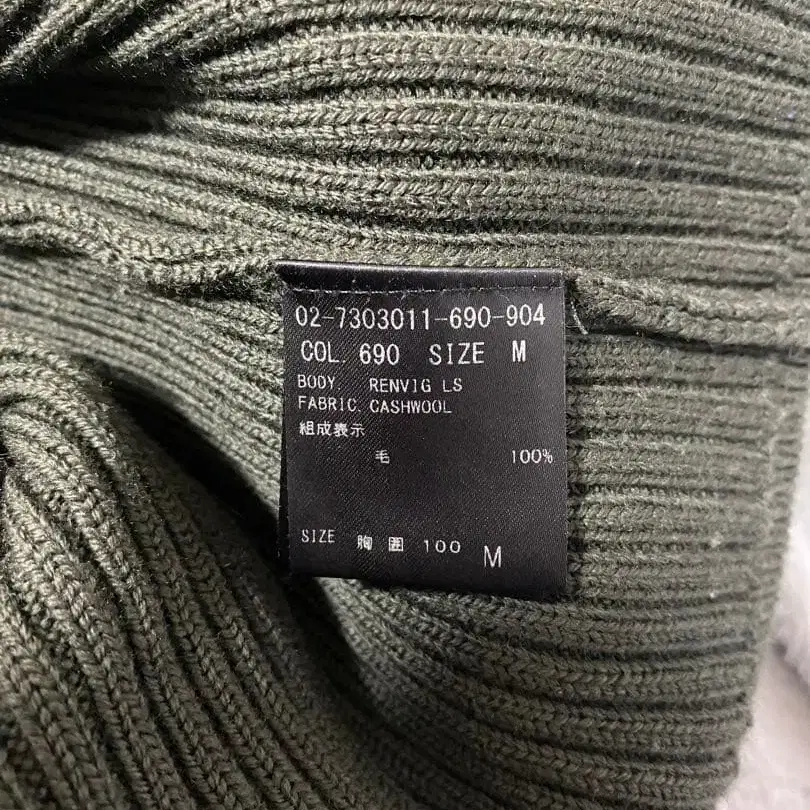 02-7303011-690-904
COL. 690 SIZE M
BODY. RENVIG LS
FABRIC. CASHWOOL
組成表示
毛 100%
SIZE 胸囲 100 M